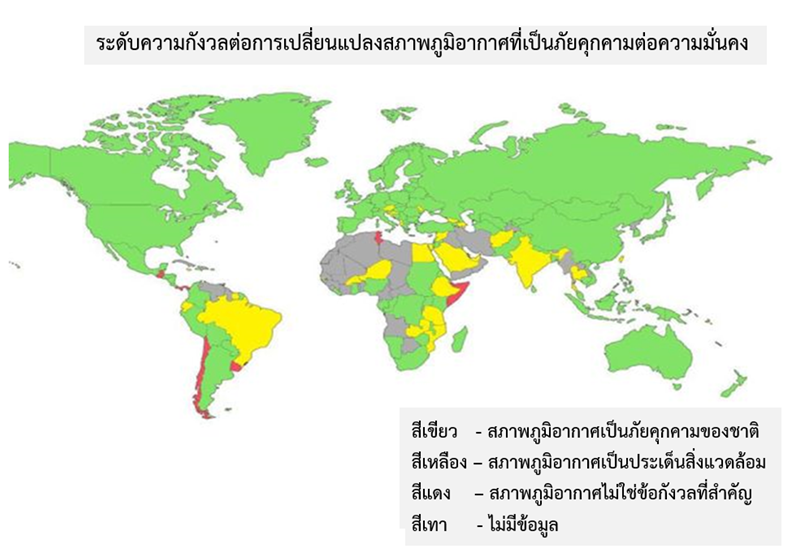 ระดับความกังวลต่อการเปลี่ยนแปลงสภาพภูมิอากาศที่เป็นภัยคุกคามต่อความมั่นคง
สีเขียว - สภาพภูมิอากาศเป็นภัยคุกคามของชาติ
สีเหลือง – สภาพภูมิอากาศเป็นประเด็นสิ่งแวดล้อม
สีแดง – สภาพภูมิอากาศไม่ใช่ข้อกังวลที่สำคัญ
สีเทา - ไม่มีข้อมูล